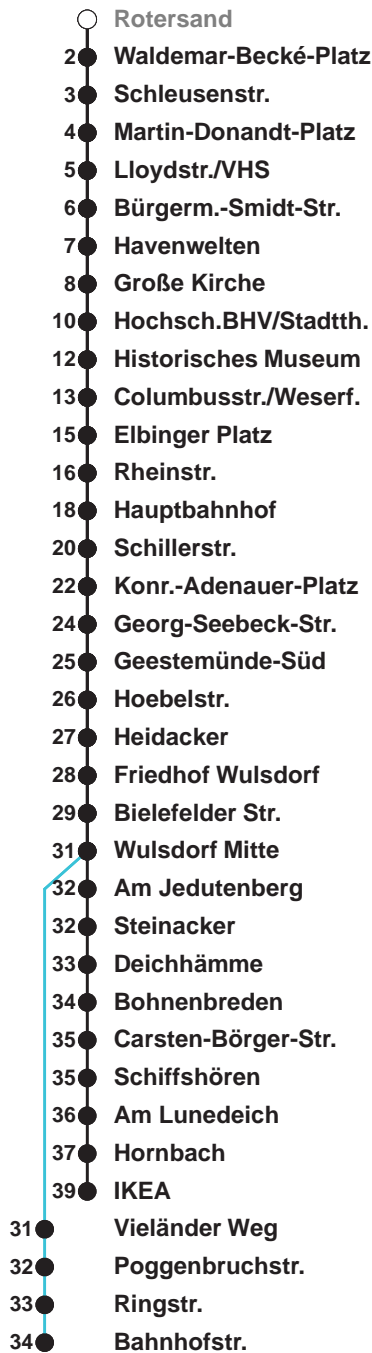 Rotersand
2 Waldemar-Becké-Platz
3 Schleusenstr.
4 Martin-Donandt-Platz
5 Lloydstr./VHS
6 Bürgerm.-Smidt-Str.
7 Havenwelten
8 Große Kirche
10 Hochsch.BHV/Stadtth.
12 Historisches Museum
13 Columbusstr./Weserf.
15 Elbinger Platz
16 Rheinstr.
18 Hauptbahnhof
20 Schillerstr.
22 Konr.-Adenauer-Platz
24 Georg-Seebeck-Str.
25 Geestemünde-Süd
26 Hoebelstr.
27 Heidacker
28 Friedhof Wulsdorf
29 Bielefelder Str.
31 Wulsdorf Mitte
32 Am Jedutenberg
32 Steinacker
33 Deichhämme
34 Bohnenbreden
35 Carsten-Börger-Str.
35 Schiffshören
36 Am Lunedeich
37 Hornbach
39 IKEA
31 Vieländer Weg
32 Poggenbruchstr.
33 Ringstr.
34 Bahnhofstr.